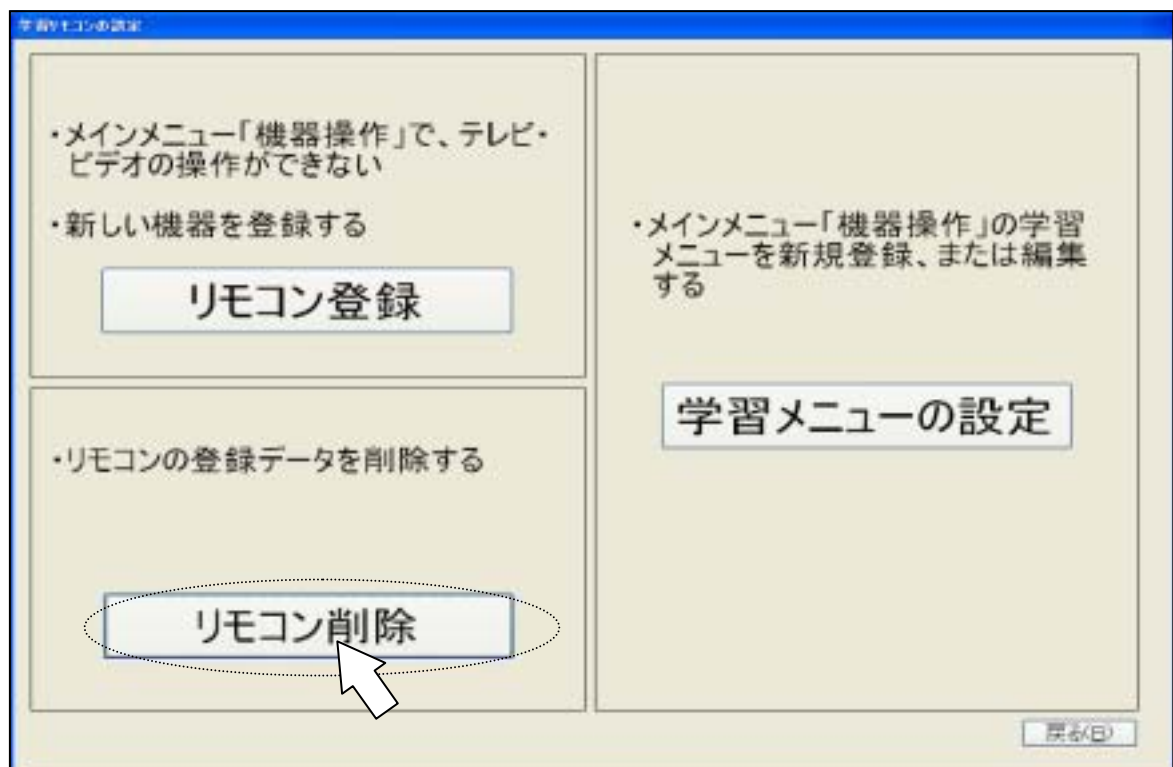 学習リモコンの設定
・メインメニュー「機器操作」で、テレビ・
ビデオの操作ができない
・新しい機器を登録する
リモコン登録
・リモコンの登録データを削除する
リモコン削除
・メインメニュー「機器操作」の学習
メニューを新規登録、または編集
する
学習メニューの設定
戻る(B)